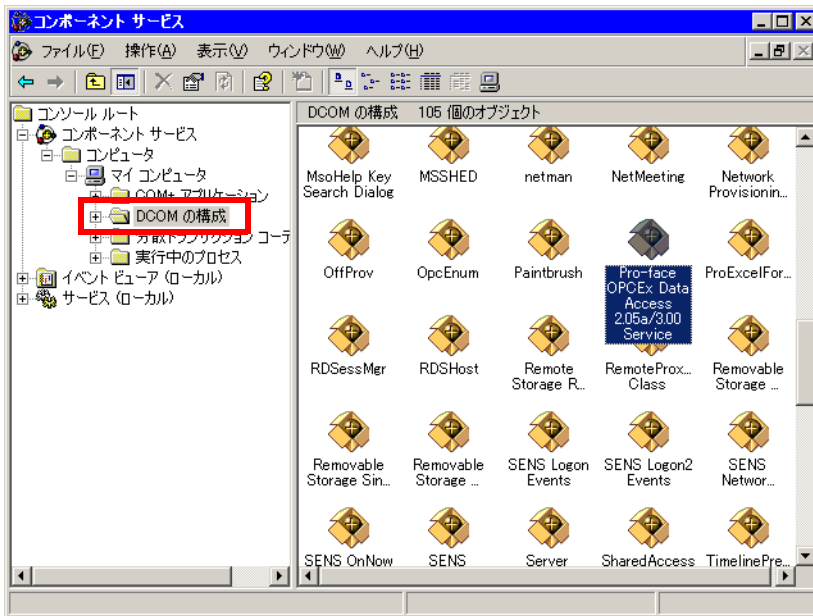 コンポーネント サービス
ファイル(F) 操作(A) 表示(V) ウィンドウ(W) ヘルプ(H)
コンソール ルート
コンポーネント サービス
コンピュータ
マイ コンピュータ
COM+ アプリケーション
DCOM の構成
分散トランザクション コーデ
実行中のプロセス
イベント ビューア (ローカル)
サービス (ローカル)
DCOM の構成 105 個のオブジェクト
MsoHelp Key
Search Dialog
MSSHED
netman
NetMeeting
Network
Provisionin...
OffProv
OpcEnum
Paintbrush
Pro-face
OPCEx Data
Access
2.05a/3.00
Service
ProExcelFor...
RDSessMgr
RDSHost
Remote
Storage R...
RemoteProx...
Class
Removable
Storage ...
Removable
Storage Sin...
Removable
Storage ...
SENS Logon
Events
SENS Logon2
Events
SENS
Networ...
SENS OnNow
SENS
Server
SharedAccess
TimelinePre...